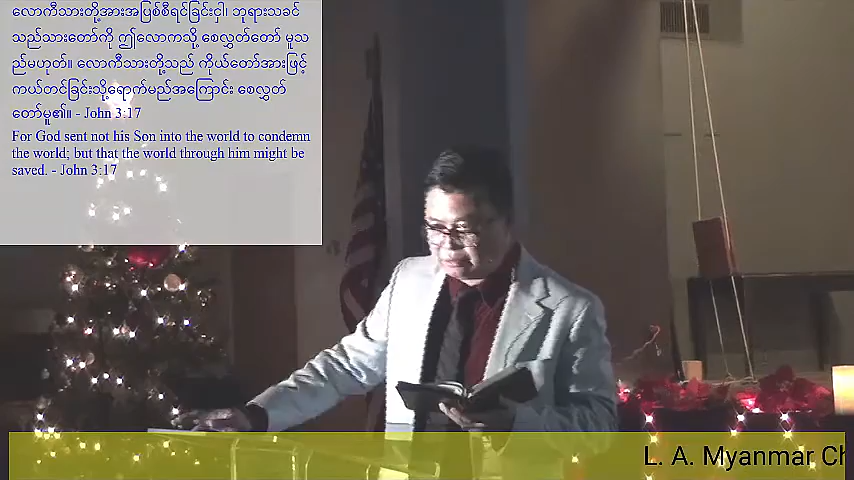 လောကီသားတို့အားအပြစ်စီရင်ခြင်းငှါ၊ ဘုရားသခင်
သည်သားတော်ကို ဤလောကသို့ စေလွှတ်တော် မူသ
ည်မဟုတ်။ လောကီသားတို့သည် ကိုယ်တော်အားဖြင့်
ကယ်တင်ခြင်းသို့ရောက်မည်အကြောင်း စေလွှတ်
တော်မူ၏။ - John 3:17
For God sent not his Son into the world to condemn
the world; but that the world through him might be
saved. - John 3:17
L. A. Myanmar Ch